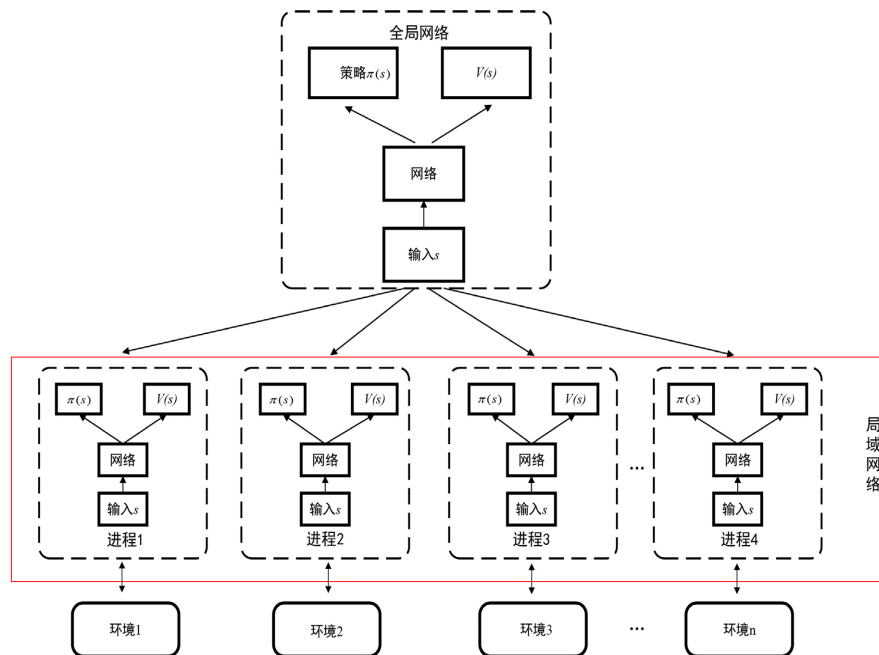 全局网络
策略π(s)
V(s)
网络
输入s
π(s)
V(s)
网络
输入s
进程1
π(s)
V(s)
网络
输入s
进程2
π(s)
V(s)
网络
输入s
进程3
...
π(s)
V(s)
网络
输入s
进程4
局
域
网
络
环境1
环境2
环境3
...
环境n